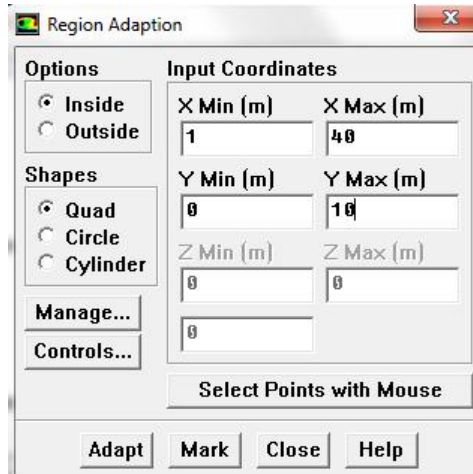 Region Adaption
Options
Inside
Outside
Shapes
Quad
Circle
Cylinder
Manage...
Controls...
Input Coordinates
X Min (m) X Max (m)
1 40
Y Min (m) Y Max (m)
0 10
Z Min (m) Z Max (m)
0 0
0
Select Points with Mouse
Adapt Mark Close Help